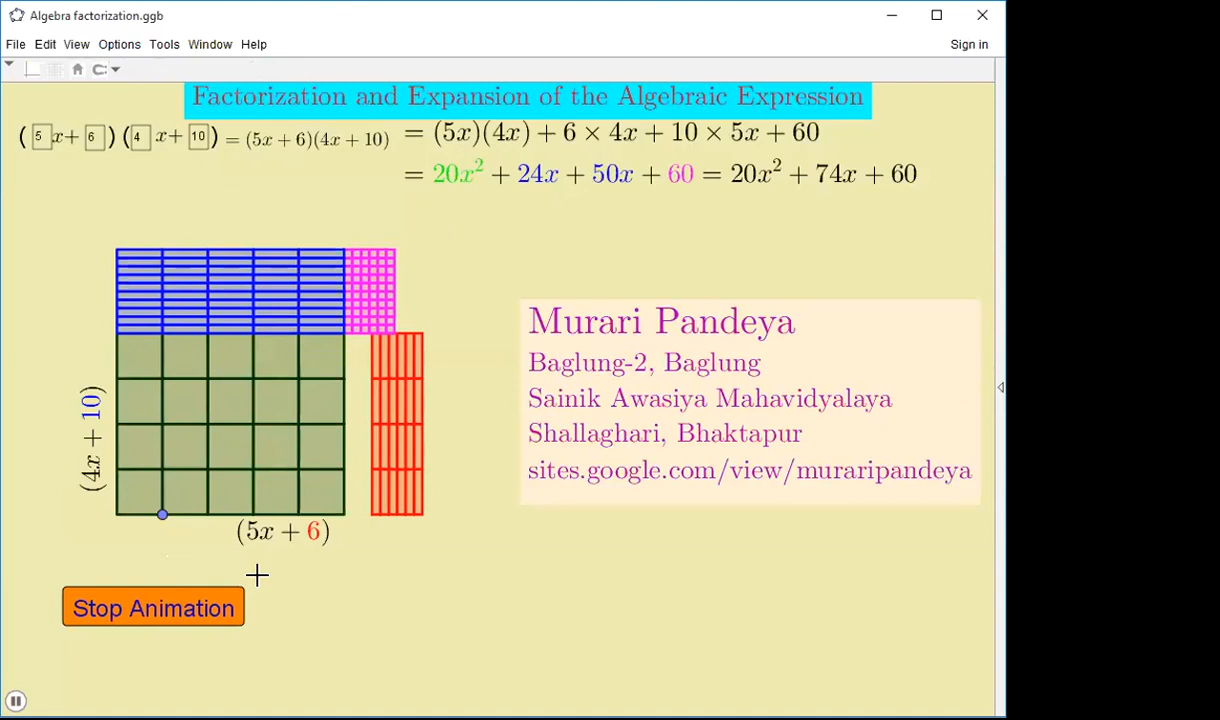 Algebra factorization.ggb
File Edit View Options Tools Window Help Sign in
Factorization and Expansion of the Algebraic Expression
(5x+6)(4x+10) = (5x + 6)(4x + 10) = (5x)(4x) + 6 × 4x + 10 × 5x + 60
= 20x² + 24x + 50x + 60 = 20x² + 74x + 60
Murari Pandeya
Baglung-2, Baglung
Sainik Awasiya Mahavidyalaya
Shallaghari, Bhaktapur
sites.google.com/view/muraripandeya
(4x + 10)
(5x + 6)
Stop Animation